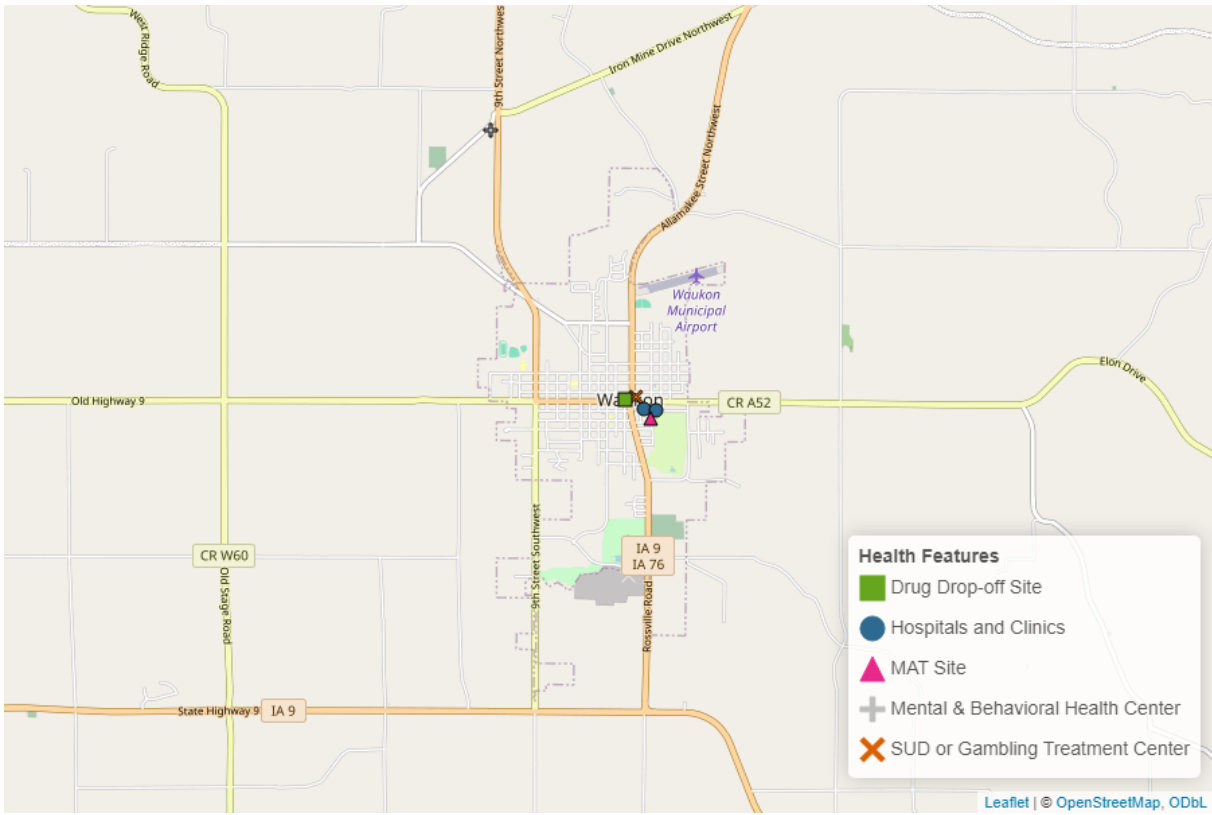 West Ridge Road
9th Street Northwest
Iron Mine Drive Northwest
Allamakee Street Northwest
Waukon
Municipal
Airport
Elon Drive
Old Highway 9
CR A52
CR W60
Old Stage Road
9th Street Southwest
IA 9
IA 76
Rossville Road
State Highway 9
IA 9
Health Features
Drug Drop-off Site
Hospitals and Clinics
MAT Site
Mental & Behavioral Health Center
SUD or Gambling Treatment Center
Leaflet | © OpenStreetMap, ODbL